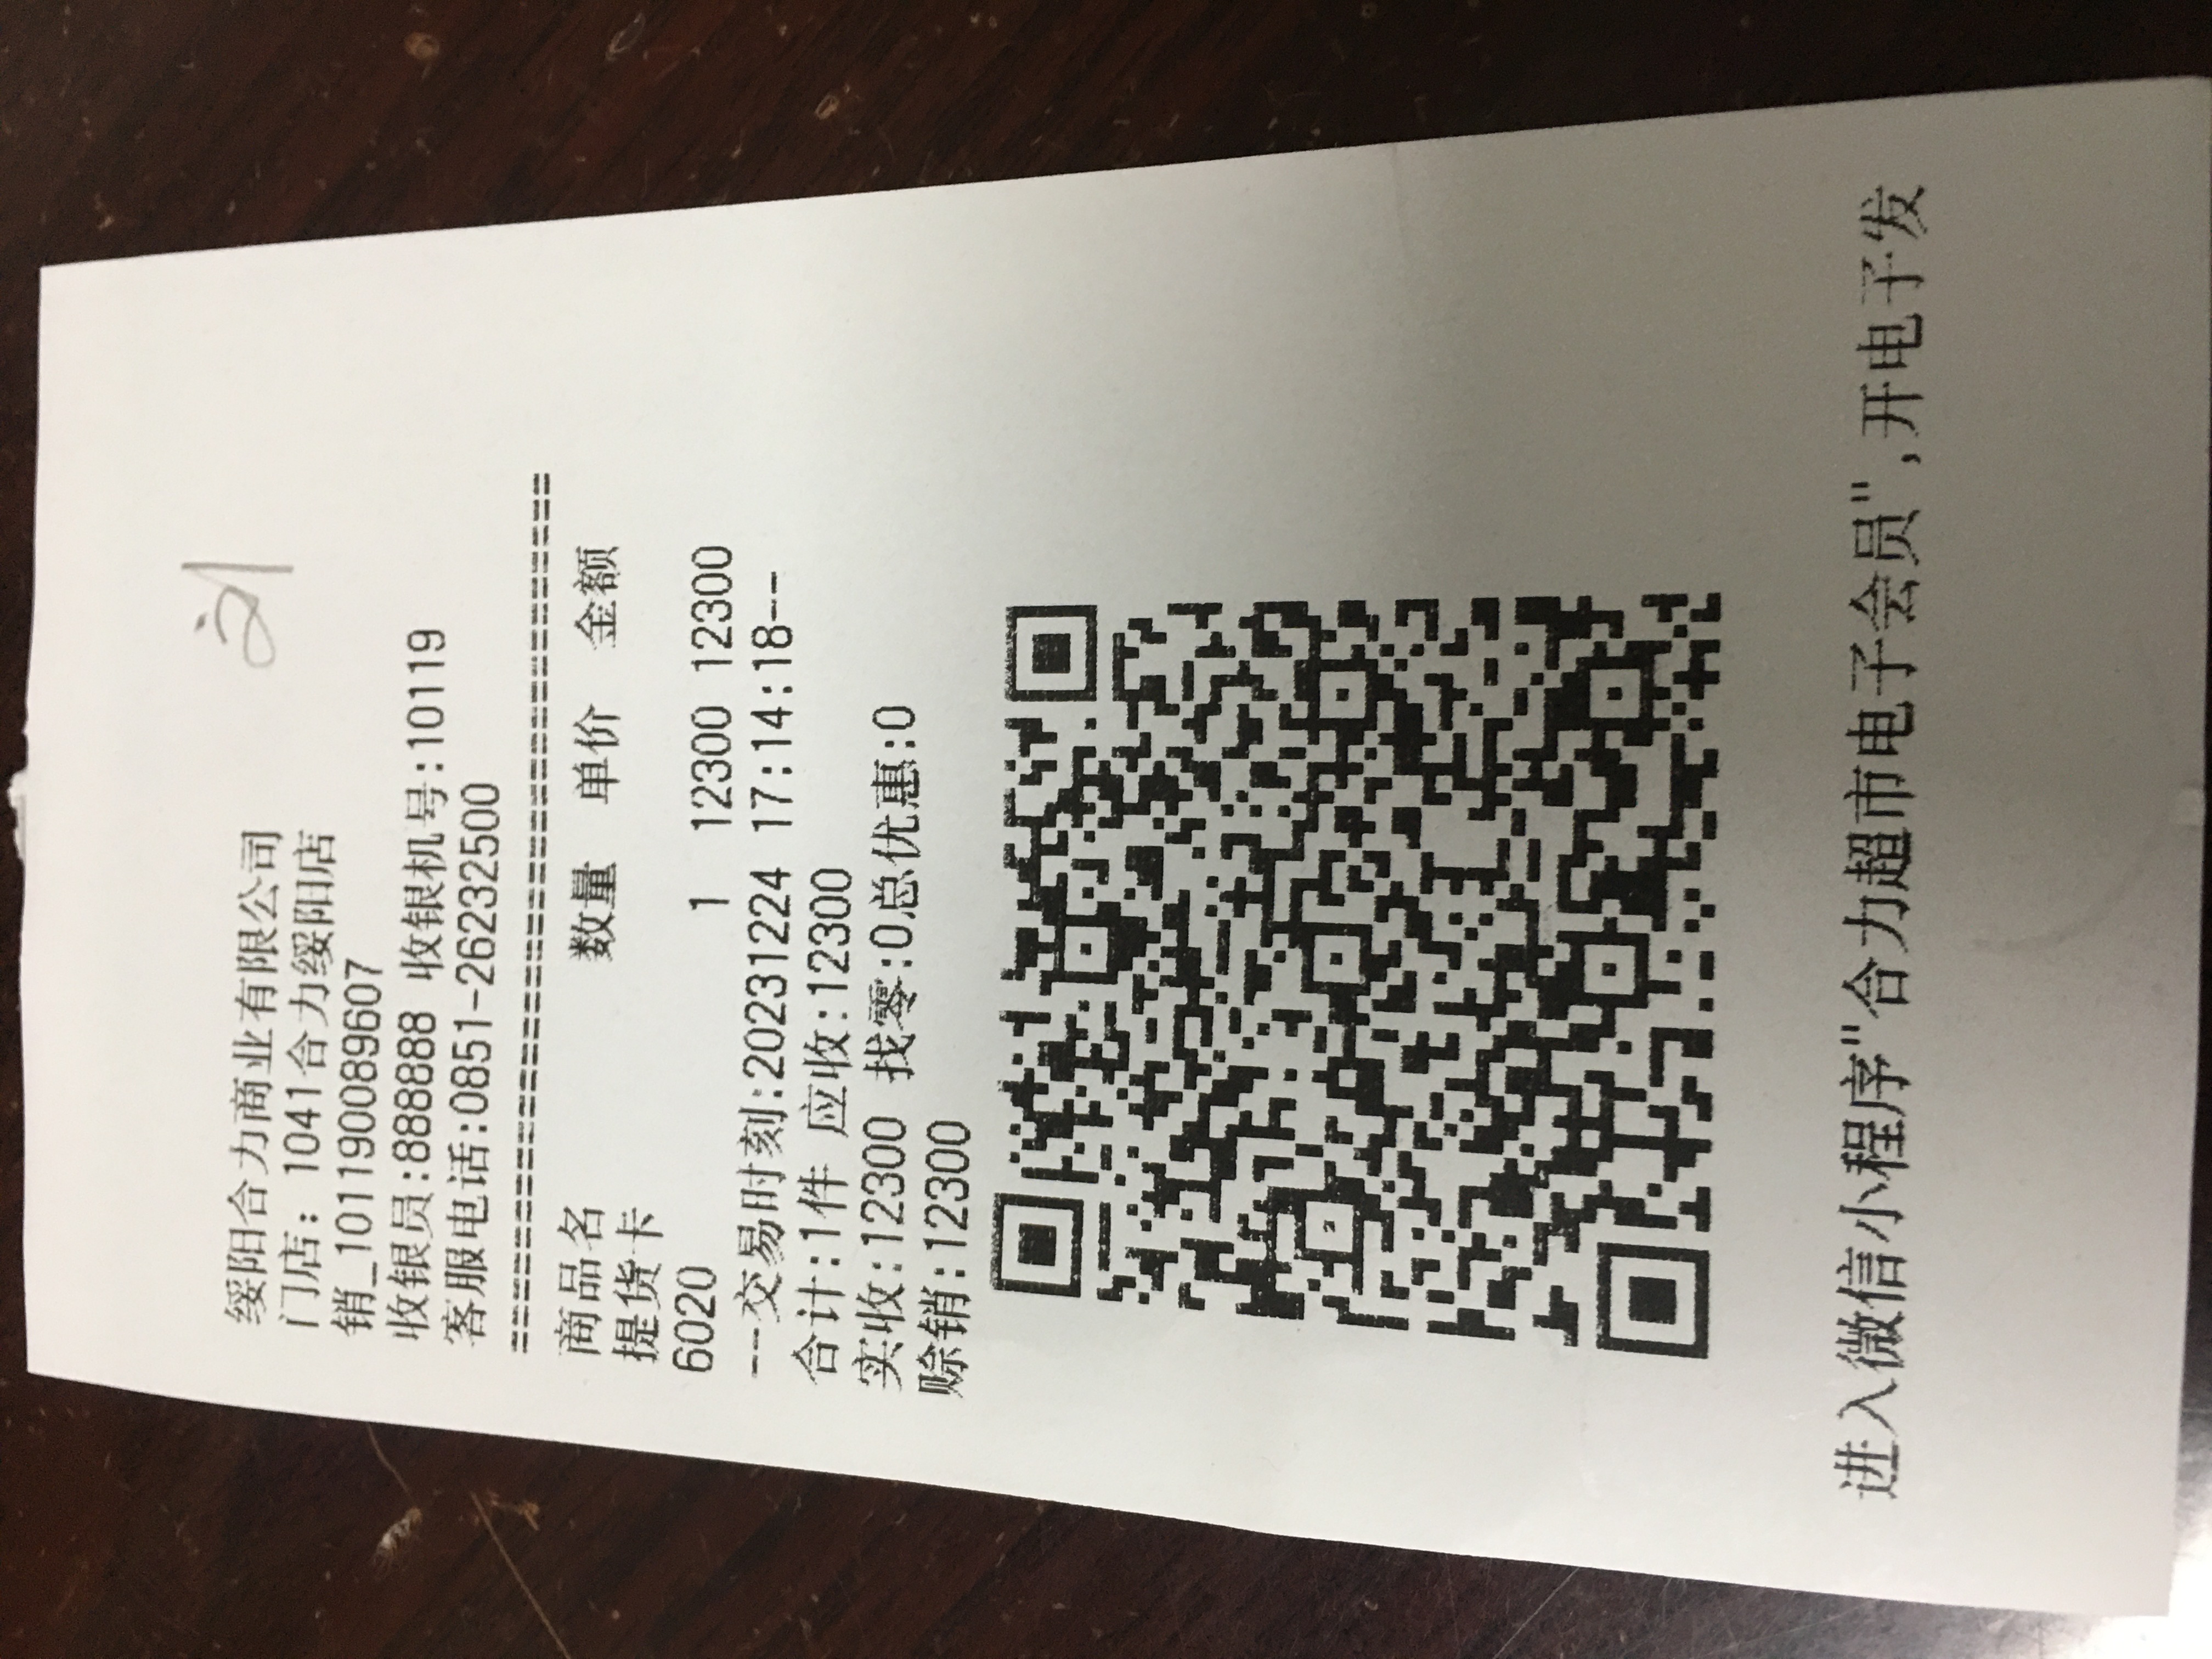 绥阳合力商业有限公司
门店: 1041合力绥阳店
销_101190089607
收银员:888888 收银机号:10119
客服电话:0851-26232500
================================================
商品名 数量 单价 金额
提货卡
6020 1 12300 12300
---交易时刻:20231224 17:14:18--
合计:1件 应收:12300
实收:12300 找零:0总优惠:0
赊销:12300
进入微信小程序"合力超市电子会员",开电子发